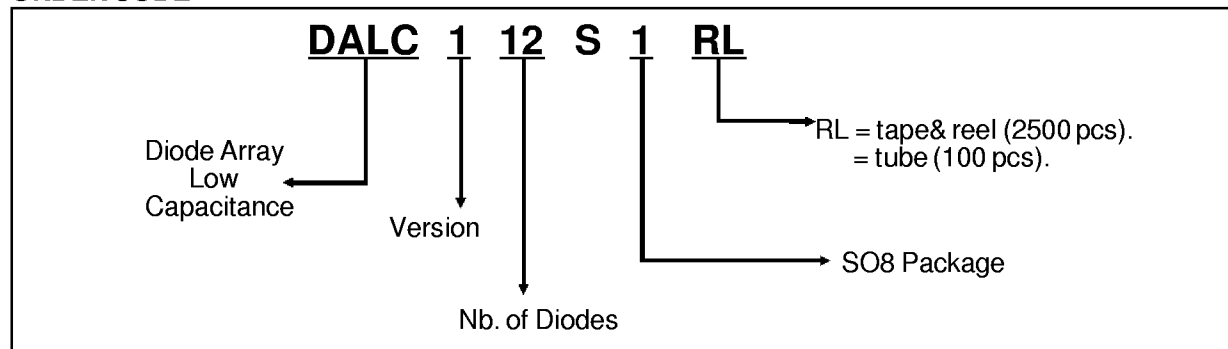 DALC 1 12 S 1 RL
RL = tape& reel (2500 pcs).
= tube (100 pcs).
Diode Array
Low
Capacitance
Version
SO8 Package
Nb. of Diodes